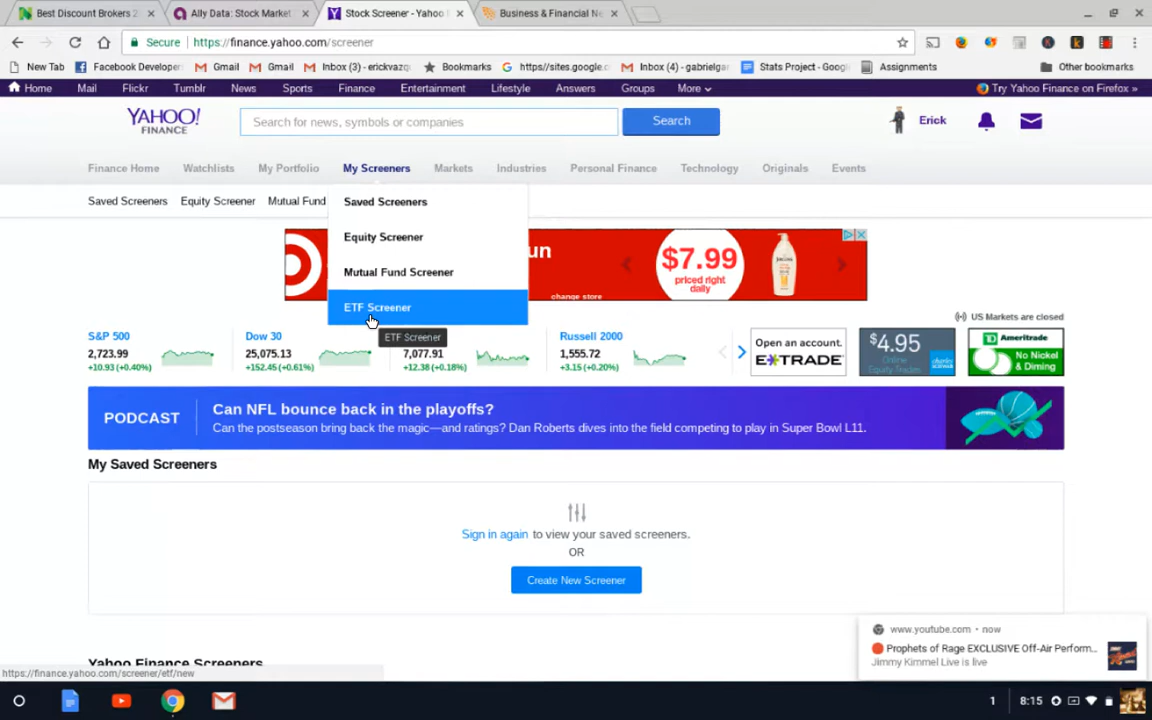 Best Discount Brokers 2
Ally Data: Stock Market
Stock Screener - Yahoo
Business & Financial Ne
Secure
https://finance.yahoo.com/screener
New Tab
Facebook Developer
Gmail
Gmail
Inbox (3) - erickvazq
Bookmarks
https//sites.google.c
Inbox (4) - gabrielga
Stats Project - Googl
Assignments
Other bookmarks
Home Mail Flickr Tumblr News Sports Finance Entertainment Lifestyle Answers Groups More
Try Yahoo Finance on Firefox »
YAHOO!
FINANCE
Search for news, symbols or companies
Search
Erick
Finance Home Watchlists My Portfolio My Screeners Markets Industries Personal Finance Technology Originals Events
Saved Screeners Equity Screener Mutual Fund
Saved Screeners
Equity Screener
Mutual Fund Screener
ETF Screener
ETF Screener
un
change store
$7.99
priced right
daily
US Markets are closed
S&P 500
2,723.99
+10.93 (+0.40%)
Dow 30
25,075.13
+152.45 (+0.61%)
7,077.91
+12.38 (+0.18%)
Russell 2000
1,555.72
+3.15 (+0.20%)
Open an account.
E*TRADE
$4.95
Online
Equity Trades
charles
SCHWAB
TD Ameritrade
No Nickel
& Diming
PODCAST
Can NFL bounce back in the playoffs?
Can the postseason bring back the magic—and ratings? Dan Roberts dives into the field competing to play in Super Bowl L11.
My Saved Screeners
Sign in again to view your saved screeners.
OR
Create New Screener
Yahoo Finance Screeners
https://finance.yahoo.com/screener/etf/new
www.youtube.com • now
Prophets of Rage EXCLUSIVE Off-Air Perform...
Jimmy Kimmel Live is live
1
8:15